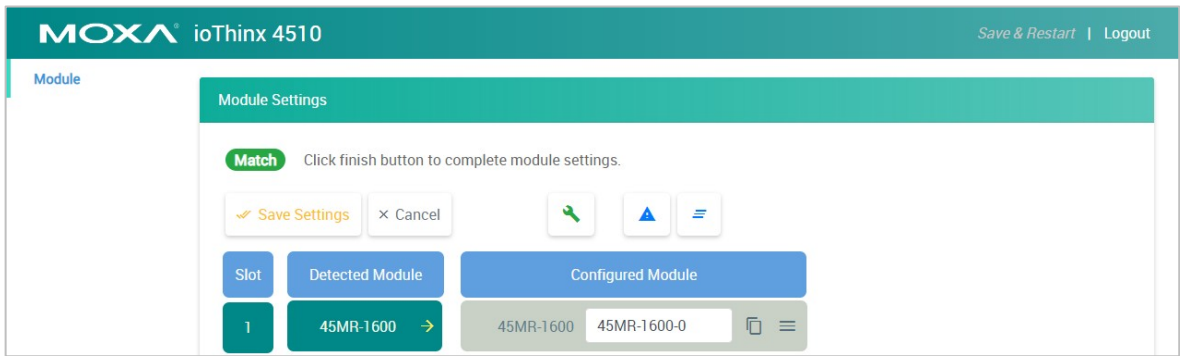 MOXA® ioThinx 4510
Save & Restart | Logout
Module
Module Settings
Match Click finish button to complete module settings.
Save Settings × Cancel
Slot Detected Module Configured Module
1 45MR-1600 → 45MR-1600 45MR-1600-0